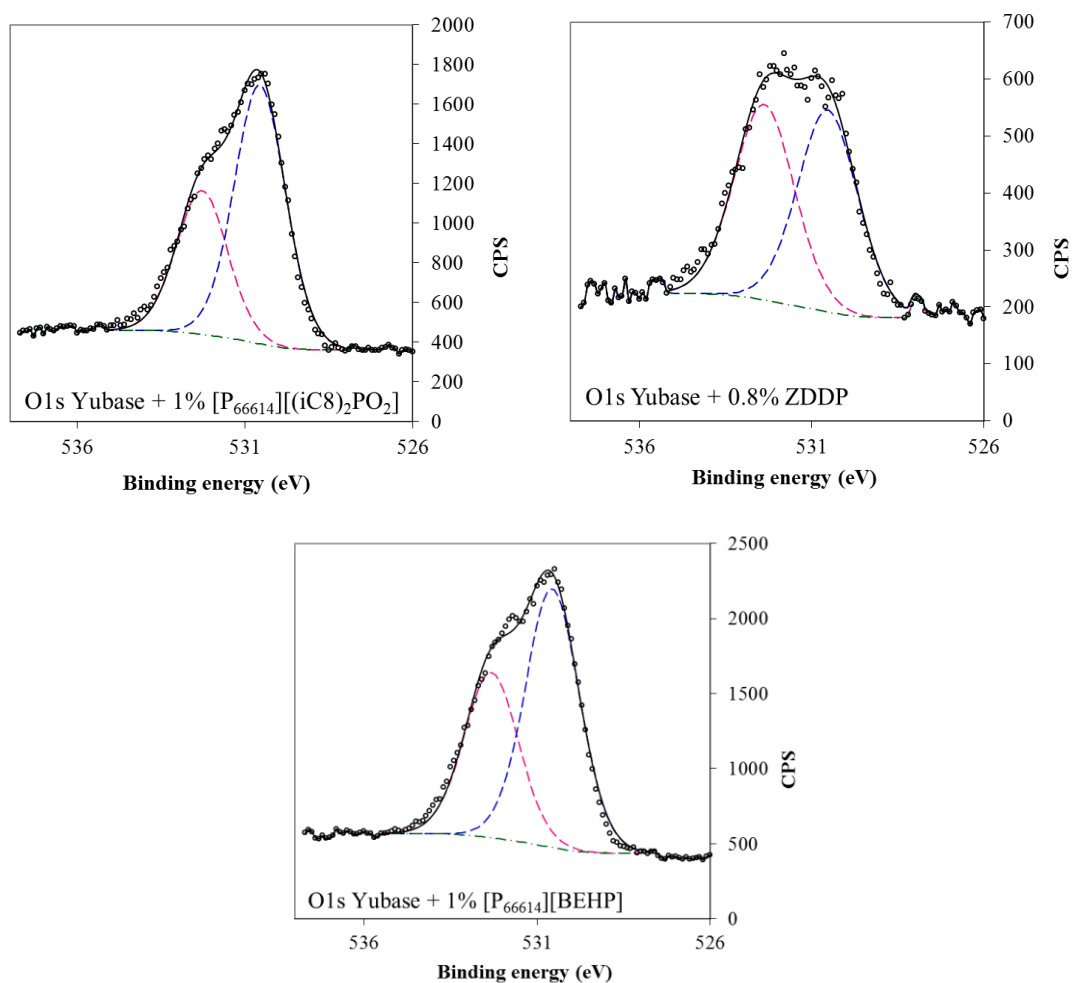 2000
1800
1600
1400
1200
1000
800
600
400
200
0
CPS
O1s Yubase + 1% [P₆₆₆₁₄][(iC8)₂PO₂]
536 531 526
Binding energy (eV)
700
600
500
400
300
200
100
0
CPS
O1s Yubase + 0.8% ZDDP
536 531 526
Binding energy (eV)
2500
2000
1500
1000
500
0
CPS
O1s Yubase + 1% [P₆₆₆₁₄][BEHP]
536 531 526
Binding energy (eV)